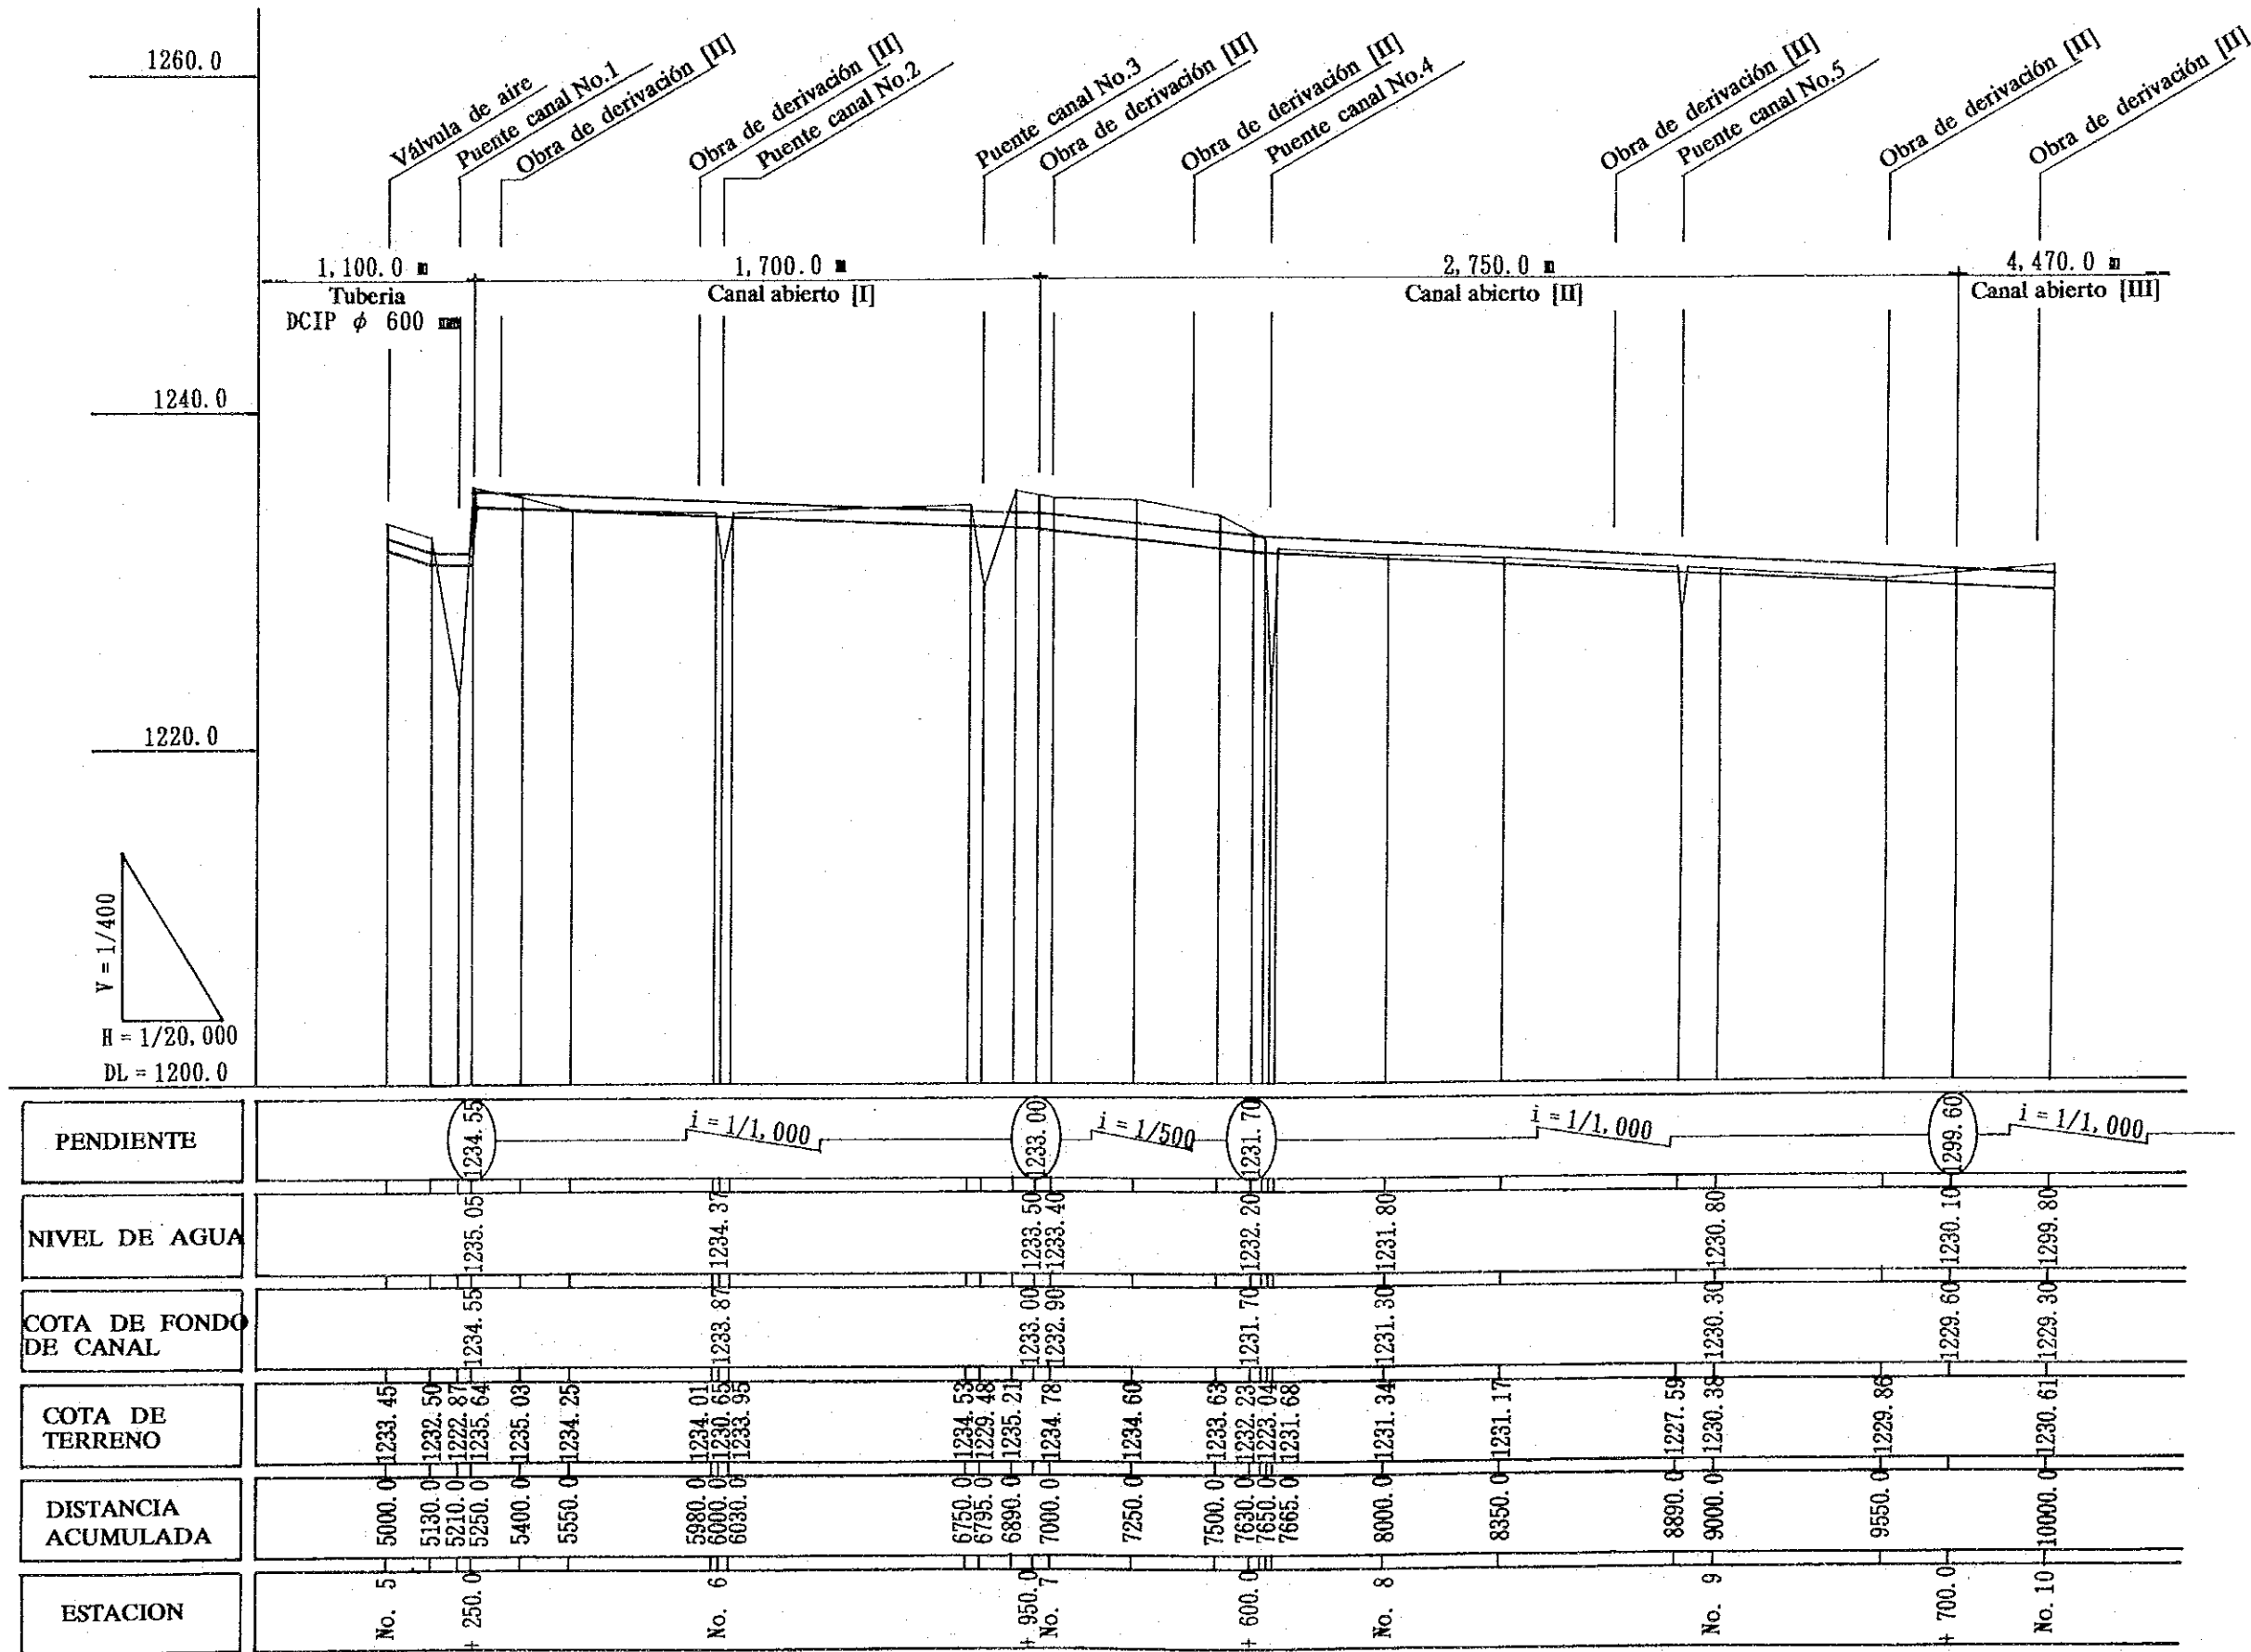 1260.0
1240.0
1220.0
Válvula de aire
Puente canal No.1
Obra de derivación [II]
Obra de derivación [II]
Puente canal No.2
Puente canal No.3
Obra de derivación [II]
Obra de derivación [II]
Puente canal No.4
Obra de derivación [II]
Puente canal No.5
Obra de derivación [II]
Obra de derivación [II]
1,100.0 m
1,700.0 m
2,750.0 m
4,470.0 m
Tuberia
DCIP φ 600 mm
Canal abierto [I]
Canal abierto [II]
Canal abierto [III]
V = 1/400
H = 1/20,000
DL = 1200.0
PENDIENTE
1234.55
i = 1/1,000
1233.00
i = 1/500
1231.70
i = 1/1,000
1299.60
i = 1/1,000
NIVEL DE AGUA
1235.05
1234.37
1233.50
1233.40
1232.20
1231.80
1230.80
1230.10
1299.80
COTA DE FONDO
DE CANAL
1234.55
1233.87
1233.00
1232.90
1231.70
1231.30
1230.30
1229.60
1229.30
COTA DE
TERRENO
1233.45
1232.50
1222.87
1235.64
1235.03
1234.25
1234.01
1230.65
1233.95
1234.53
1229.48
1235.21
1234.78
1234.60
1233.63
1232.23
1223.04
1231.68
1231.34
1231.17
1227.59
1230.38
1229.86
1230.61
DISTANCIA
ACUMULADA
5000.0
5130.0
5210.0
5250.0
5400.0
5550.0
5980.0
6000.0
6030.0
6750.0
6795.0
6890.0
7000.0
7250.0
7500.0
7630.0
7650.0
7665.0
8000.0
8350.0
8890.0
9000.0
9550.0
10000.0
ESTACION
No. 5
+ 250.0
No. 6
+ 950.0
No. 7
+ 600.0
No. 8
No. 9
+ 700.0
No. 10